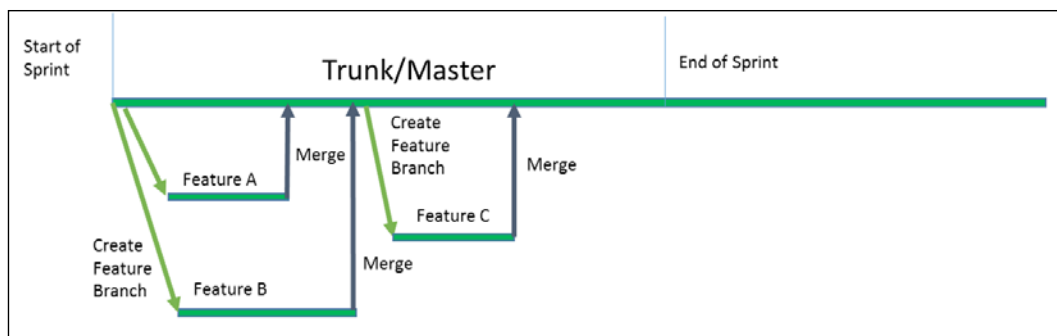 Start of
Sprint
Trunk/Master
End of Sprint
Create
Feature
Branch
Merge
Merge
Feature A
Feature C
Create
Feature
Branch
Merge
Feature B